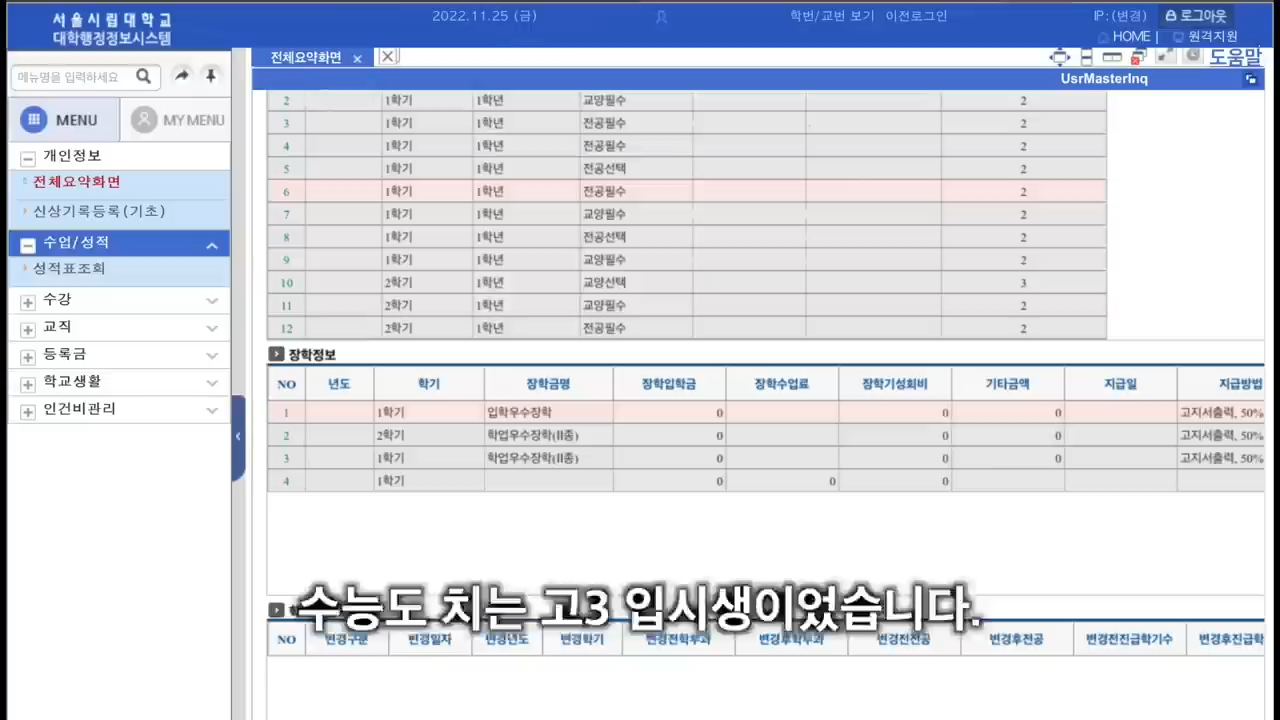 서울시립대학교
대학행정정보시스템
2022.11.25 (금)
학번/교번 보기 이전로그인
IP:(변경)
로그아웃
HOME | 원격지원
메뉴명을 입력하세요
전체요약화면
도움말
UsrMasterInq
MENU
MY MENU
개인정보
전체요약화면
신상기록등록(기초)
수업/성적
성적표조회
수강
교직
등록금
학교생활
인건비관리
2 1학기 1학년 교양필수 2
3 1학기 1학년 전공필수 2
4 1학기 1학년 전공필수 2
5 1학기 1학년 전공선택 2
6 1학기 1학년 전공필수 2
7 1학기 1학년 교양필수 2
8 1학기 1학년 전공선택 2
9 1학기 1학년 교양필수 2
10 2학기 1학년 교양선택 3
11 2학기 1학년 교양필수 2
12 2학기 1학년 전공필수 2
장학정보
NO 년도 학기 장학금명 장학입학금 장학수업료 장학기성회비 기타금액 지급일 지급방법
1 1학기 입학우수장학 0 0 0 고지서출력, 50%
2 2학기 학업우수장학(II종) 0 0 0 고지서출력, 50%
3 1학기 학업우수장학(II종) 0 0 0 고지서출력, 50%
4 1학기 0 0 0
수능도 치는 고3 입시생이었습니다.
NO 변경구분 변경일자 변경년도 변경학기 변경전학부과 변경후학부과 변경전전공 변경후전공 변경전진급학기수 변경후진급학